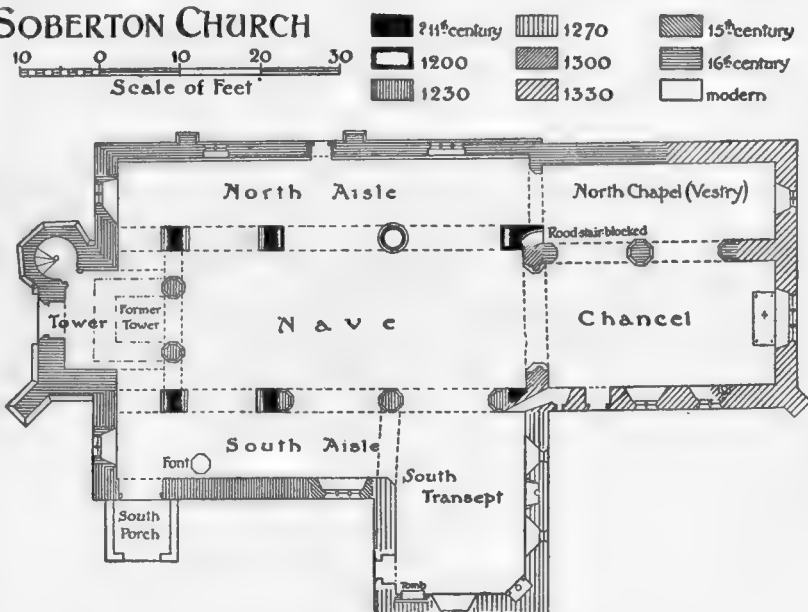 SOBERTON CHURCH
10 0 10 20 30
Scale of Feet
? 11th century
1200
1230
1270
1300
1330
15th century
16th century
modern
North Aisle
North Chapel (Vestry)
Rood stair blocked
Tower
Former
Tower
Nave
Chancel
South Aisle
Font
South
Transept
South
Porch
Tomb